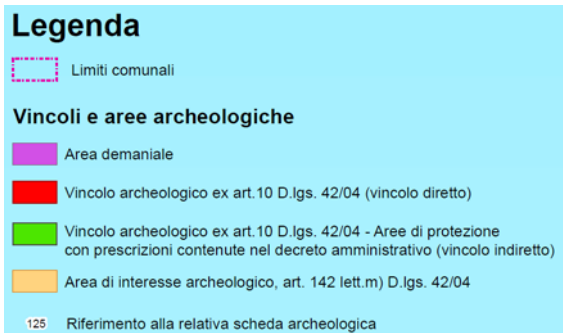 Legenda
Limiti comunali
Vincoli e aree archeologiche
Area demaniale
Vincolo archeologico ex art.10 D.lgs. 42/04 (vincolo diretto)
Vincolo archeologico ex art.10 D.lgs. 42/04 - Aree di protezione
con prescrizioni contenute nel decreto amministrativo (vincolo indiretto)
Area di interesse archeologico, art. 142 lett.m) D.lgs. 42/04
125 Riferimento alla relativa scheda archeologica